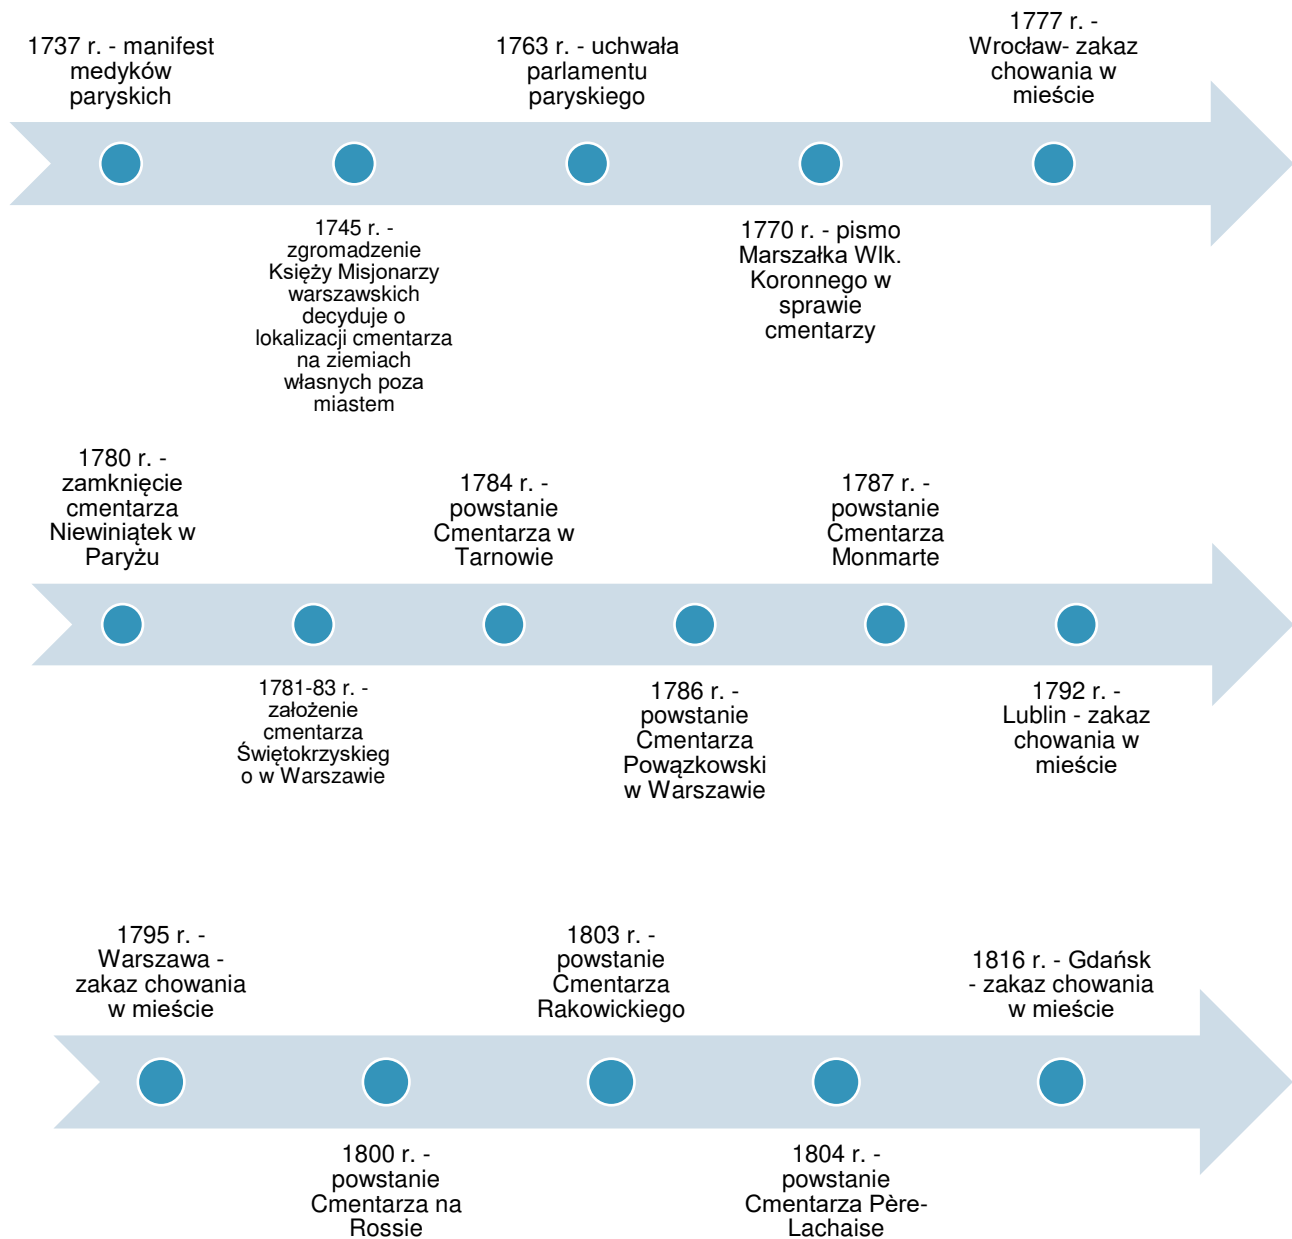 1737 r. - manifest
medyków
paryskich
1745 r. -
zgromadzenie
Księży Misjonarzy
warszawskich
decyduje o
lokalizacji cmentarza
na ziemiach
własnych poza
miastem
1763 r. - uchwała
parlamentu
paryskiego
1770 r. - pismo
Marszałka Wlk.
Koronnego w
sprawie
cmentarzy
1777 r. -
Wrocław- zakaz
chowania w
mieście
1780 r. -
zamknięcie
cmentarza
Niewiniątek w
Paryżu
1781-83 r. -
założenie
cmentarza
Świętokrzyskieg
o w Warszawie
1784 r. -
powstanie
Cmentarza w
Tarnowie
1786 r. -
powstanie
Cmentarza
Powązkowski
w Warszawie
1787 r. -
powstanie
Cmentarza
Monmarte
1792 r. -
Lublin - zakaz
chowania w
mieście
1795 r. -
Warszawa -
zakaz chowania
w mieście
1800 r. -
powstanie
Cmentarza na
Rossie
1803 r. -
powstanie
Cmentarza
Rakowickiego
1804 r. -
powstanie
Cmentarza Père-
Lachaise
1816 r. - Gdańsk
- zakaz chowania
w mieście